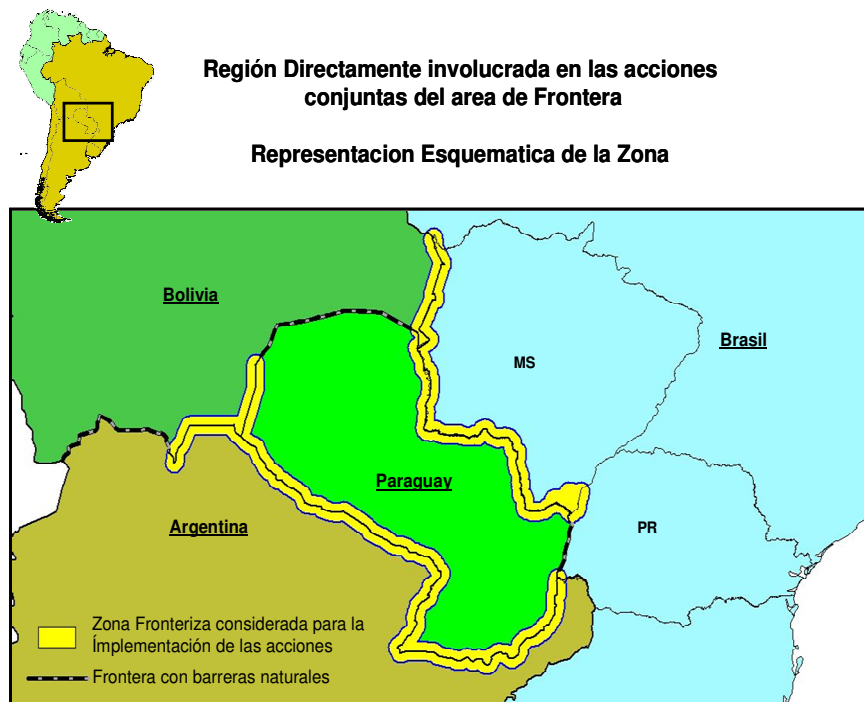 Región Directamente involucrada en las acciones
conjuntas del area de Frontera
Representacion Esquematica de la Zona
Bolivia
Brasil
MS
Paraguay
Argentina
PR
Zona Fronteriza considerada para la
Ímplementación de las acciones
Frontera con barreras naturales